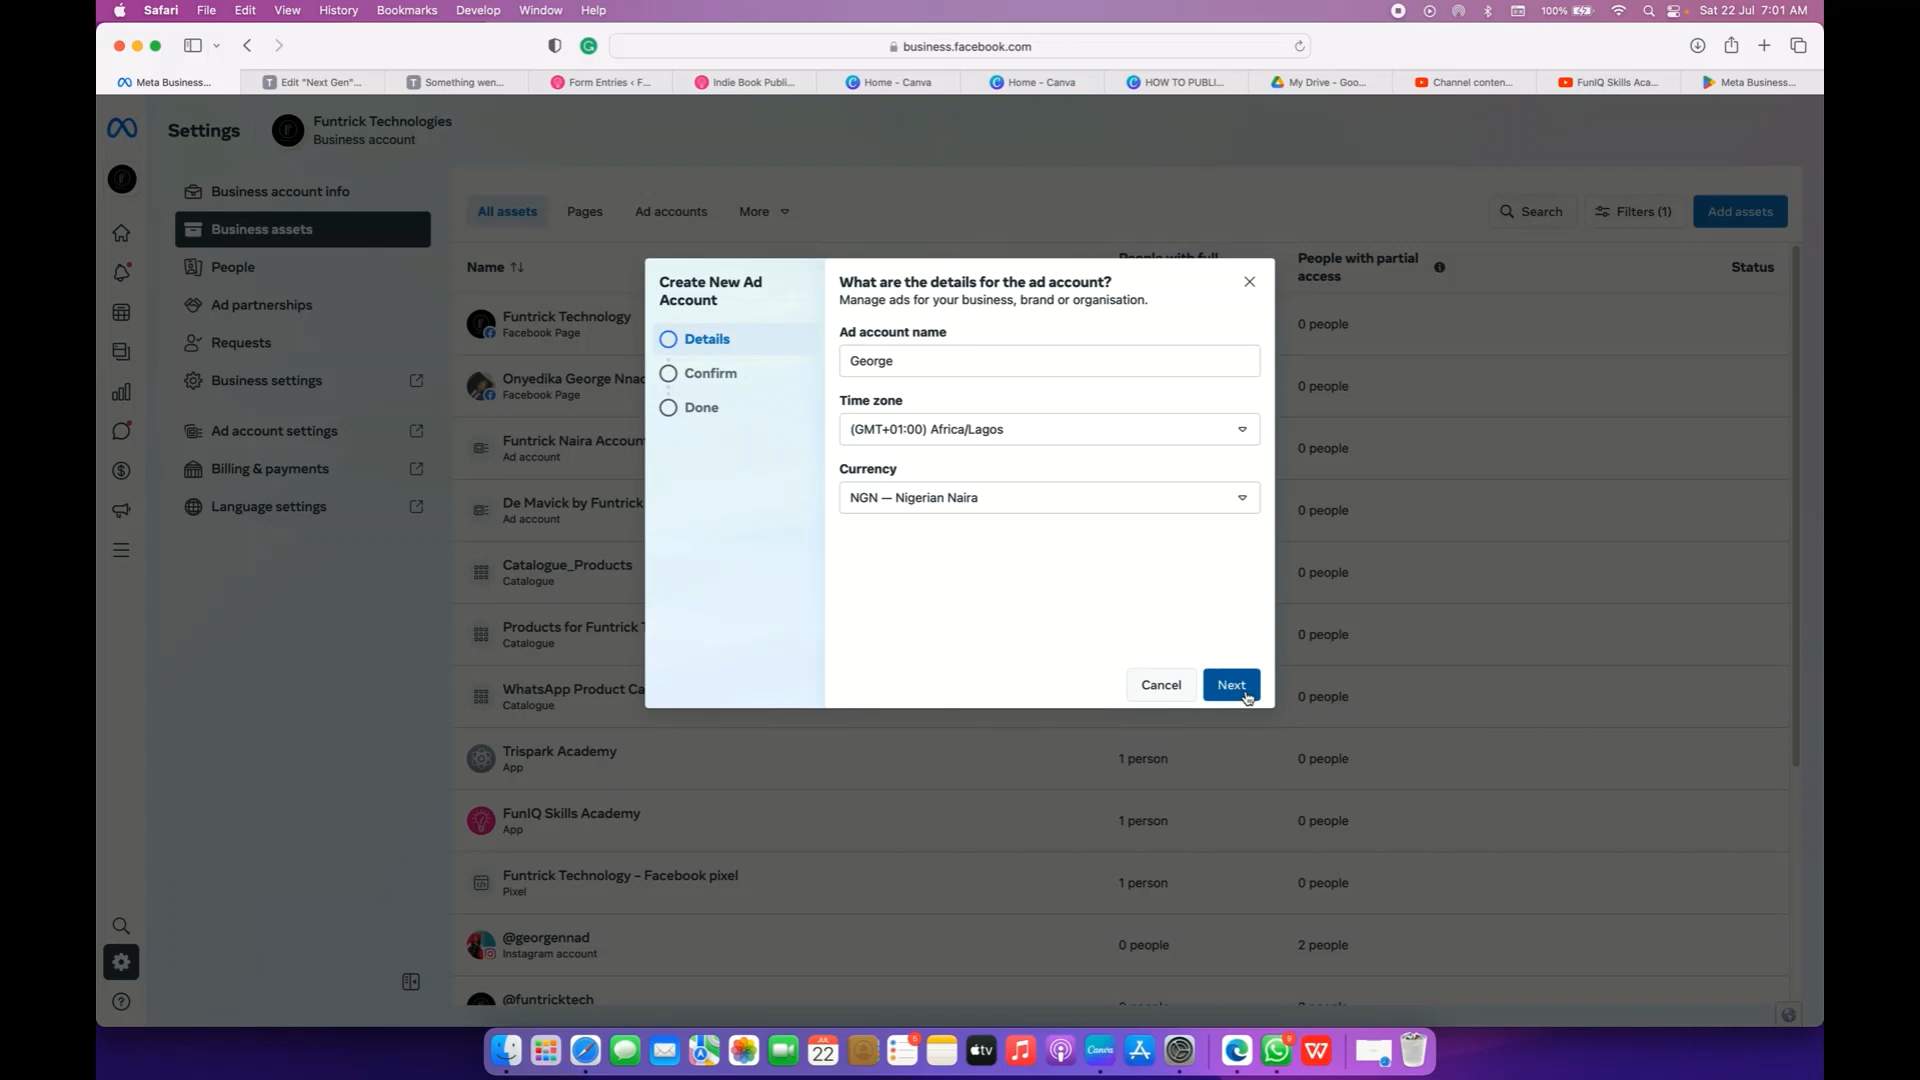 Safari File Edit View History Bookmarks Develop Window Help 100% Sat 22 Jul 7:01 AM
business.facebook.com
Meta Business... Edit "Next Gen"... Something wen... Form Entries ‹ F... Indie Book Publi... Home – Canva Home – Canva HOW TO PUBLI... My Drive – Goo... Channel conten... FunIQ Skills Aca... Meta Business...
Settings
Funtrick Technologies
Business account
Business account info
Business assets
People
Ad partnerships
Requests
Business settings
Ad account settings
Billing & payments
Language settings
All assets Pages Ad accounts More Search Filters (1) Add assets
Name People with partial access Status
Funtrick Technology
Facebook Page
0 people
Onyedika George Nnad
Facebook Page
0 people
Funtrick Naira Accoun
Ad account
0 people
De Mavick by Funtrick
Ad account
0 people
Catalogue_Products
Catalogue
0 people
Products for Funtrick T
Catalogue
0 people
WhatsApp Product Ca
Catalogue
0 people
Trispark Academy
App
1 person 0 people
FunIQ Skills Academy
App
1 person 0 people
Funtrick Technology – Facebook pixel
Pixel
1 person 0 people
@georgennad
Instagram account
0 people 2 people
@funtricktech
Create New Ad
Account
Details
Confirm
Done
What are the details for the ad account?
Manage ads for your business, brand or organisation.
Ad account name
George
Time zone
(GMT+01:00) Africa/Lagos
Currency
NGN — Nigerian Naira
Cancel Next
JUL
22
tv
5
Canva
9
W